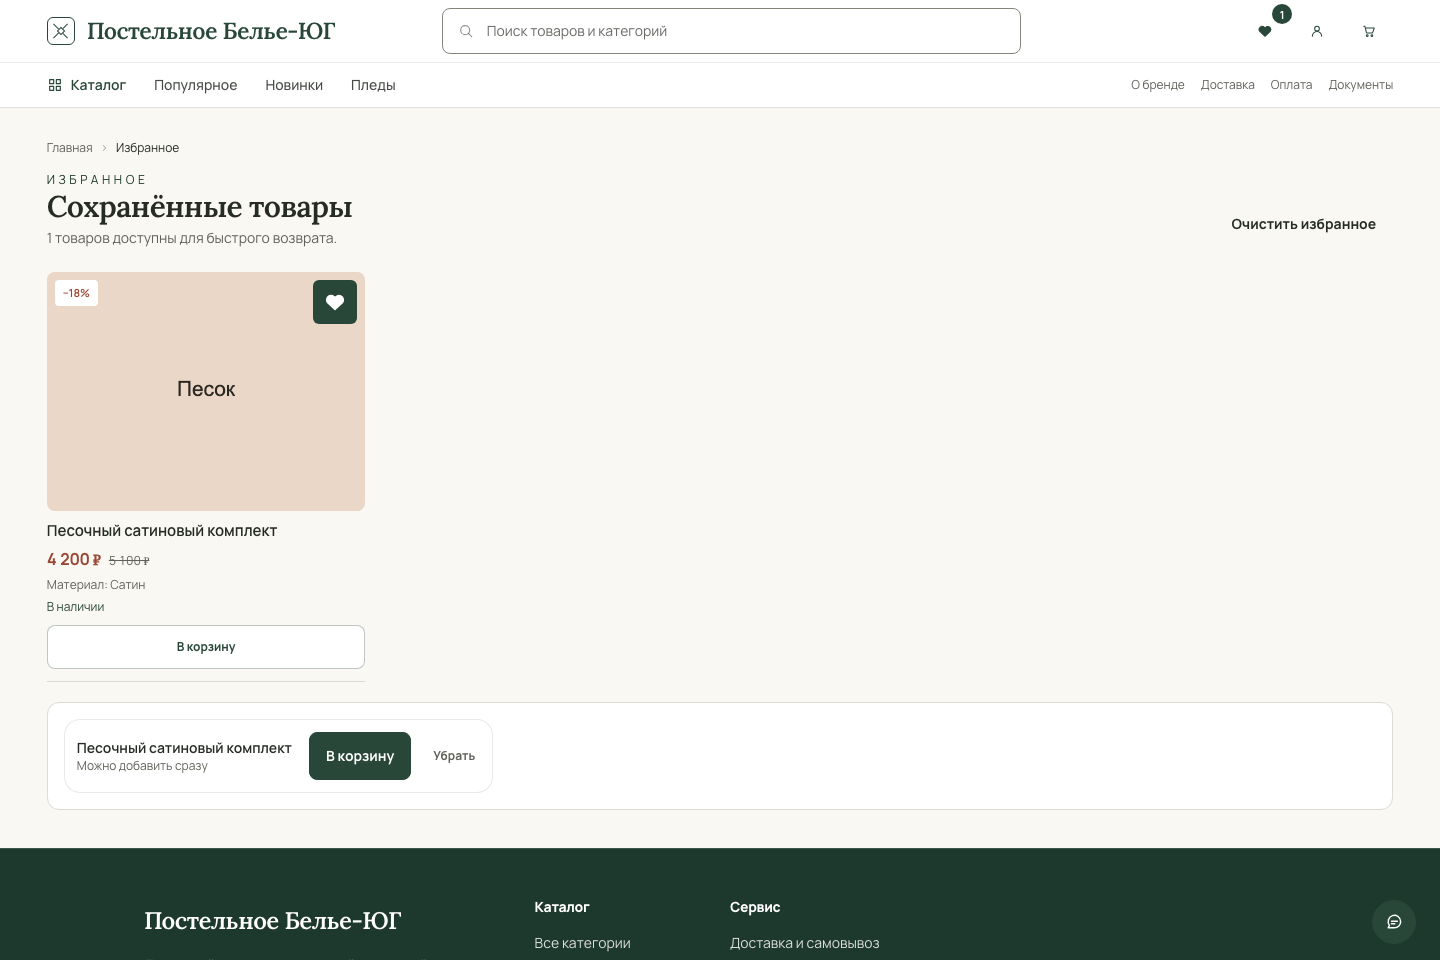 Постельное Белье-ЮГ
Поиск товаров и категорий
1
Каталог
Популярное
Новинки
Пледы
О бренде
Доставка
Оплата
Документы
Главная
Избранное
ИЗБРАННОЕ
Сохранённые товары
1 товаров доступны для быстрого возврата.
Очистить избранное
−18%
Песок
Песочный сатиновый комплект
4 200 ₽ 5 100 ₽
Материал: Сатин
В наличии
В корзину
Песочный сатиновый комплект
Можно добавить сразу
В корзину
Убрать
Постельное Белье-ЮГ
Каталог
Все категории
Сервис
Доставка и самовывоз